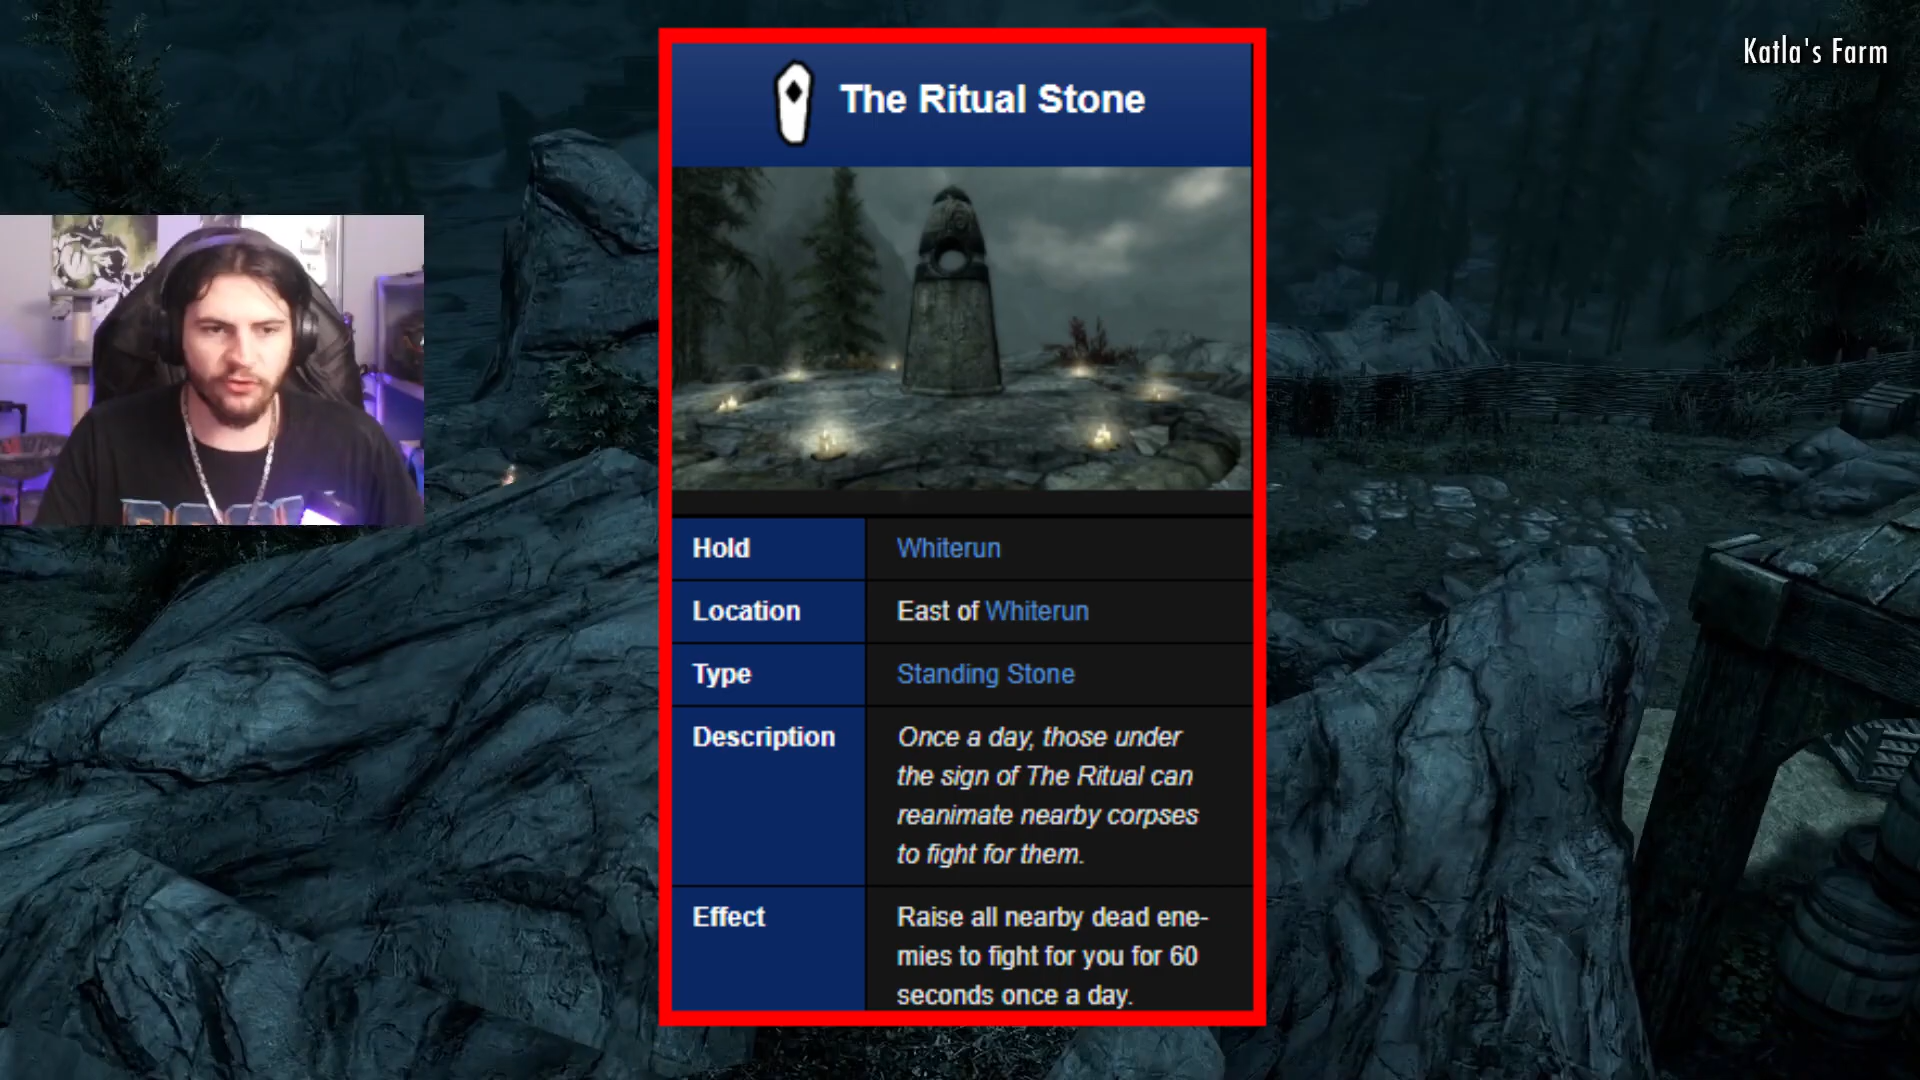 Katla's Farm
The Ritual Stone
Hold
Whiterun
Location
East of Whiterun
Type
Standing Stone
Description
Once a day, those under
the sign of The Ritual can
reanimate nearby corpses
to fight for them.
Effect
Raise all nearby dead ene-
mies to fight for you for 60
seconds once a day.